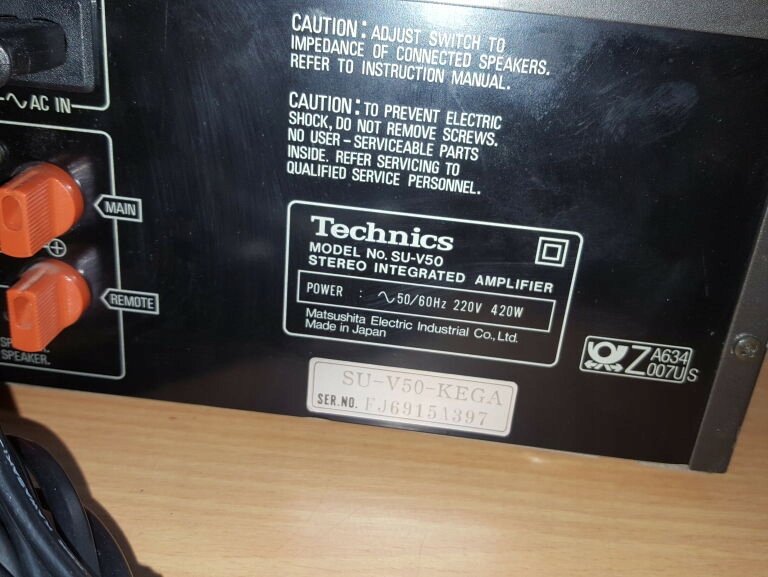 CAUTION: ADJUST SWITCH TO
IMPEDANCE OF CONNECTED SPEAKERS.
REFER TO INSTRUCTION MANUAL.
∿ AC IN
CAUTION: TO PREVENT ELECTRIC
SHOCK, DO NOT REMOVE SCREWS.
NO USER-SERVICEABLE PARTS
INSIDE. REFER SERVICING TO
QUALIFIED SERVICE PERSONNEL.
MAIN
REMOTE
SPEAKER.
Technics
MODEL No. SU-V50
STEREO INTEGRATED AMPLIFIER
POWER : ∿50/60Hz 220V 420W
Matsushita Electric Industrial Co., Ltd.
Made in Japan
Z A634
007U S
SU-V50-KEGA
SER.NO. FJ6915A397